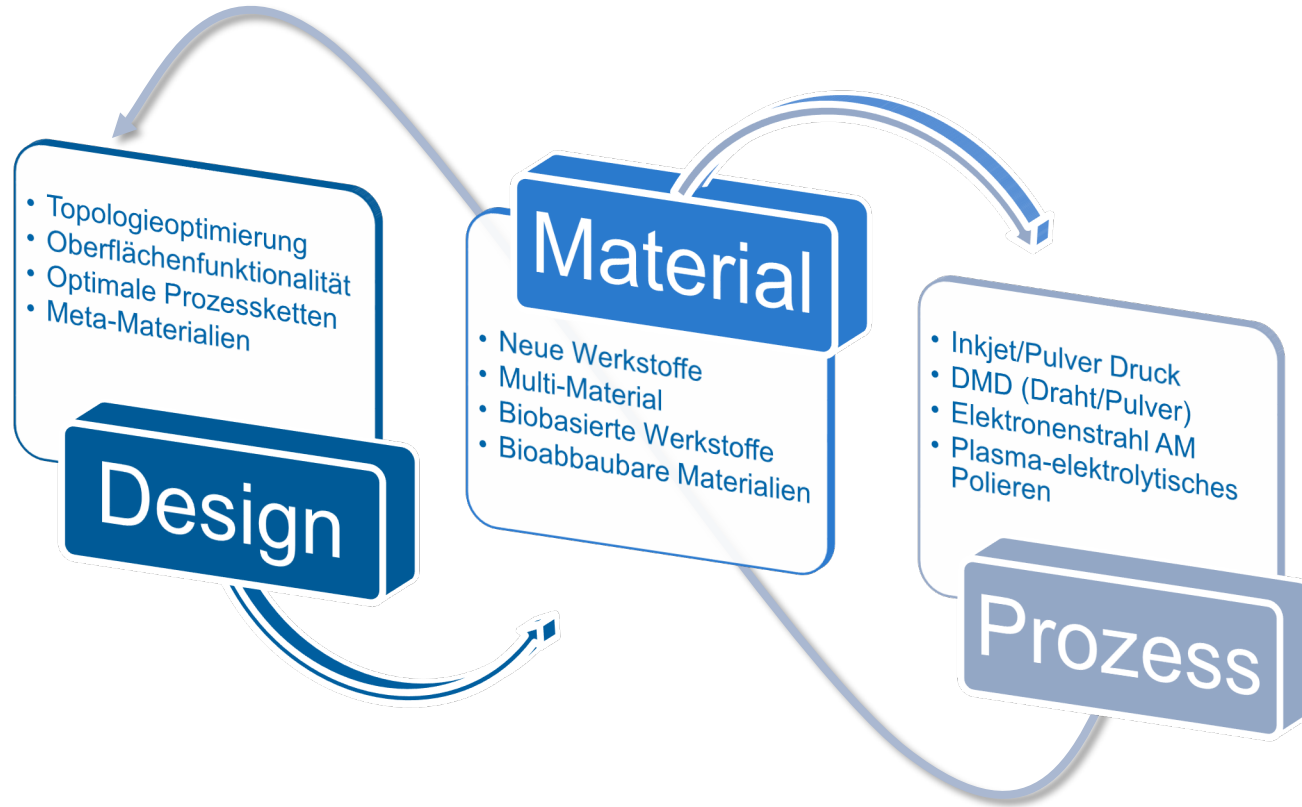 • Topologieoptimierung
• Oberflächenfunktionalität
• Optimale Prozessketten
• Meta-Materialien
Design
Material
• Neue Werkstoffe
• Multi-Material
• Biobasierte Werkstoffe
• Bioabbaubare Materialien
• Inkjet/Pulver Druck
• DMD (Draht/Pulver)
• Elektronenstrahl AM
• Plasma-elektrolytisches
Polieren
Prozess